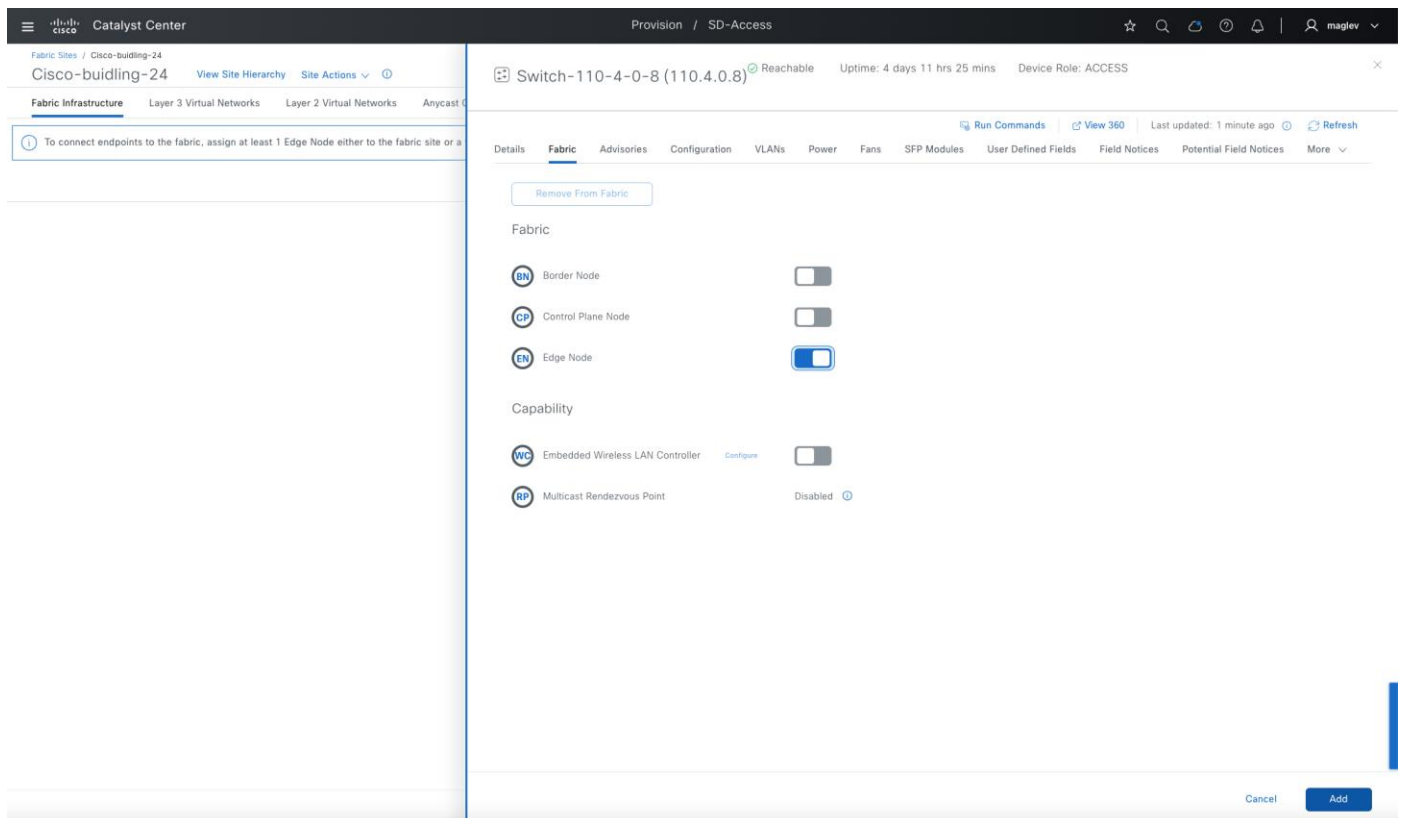 cisco Catalyst Center
Provision / SD-Access
maglev
Fabric Sites / Cisco-buidling-24
Cisco-buidling-24 View Site Hierarchy Site Actions
Fabric Infrastructure Layer 3 Virtual Networks Layer 2 Virtual Networks Anycast
To connect endpoints to the fabric, assign at least 1 Edge Node either to the fabric site or a
Switch-110-4-0-8 (110.4.0.8) Reachable Uptime: 4 days 11 hrs 25 mins Device Role: ACCESS
Run Commands View 360 Last updated: 1 minute ago Refresh
Details Fabric Advisories Configuration VLANs Power Fans SFP Modules User Defined Fields Field Notices Potential Field Notices More
Remove From Fabric
Fabric
BN Border Node
CP Control Plane Node
EN Edge Node
Capability
WC Embedded Wireless LAN Controller Configure
RP Multicast Rendezvous Point Disabled
Cancel Add